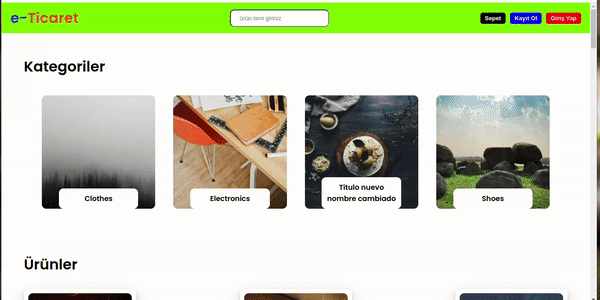 e-Ticaret
ürün ismi giriniz
Sepet
Kayıt Ol
Giriş Yap
Kategoriler
Clothes
Electronics
Título nuevo
nombre cambiado
Shoes
Ürünler